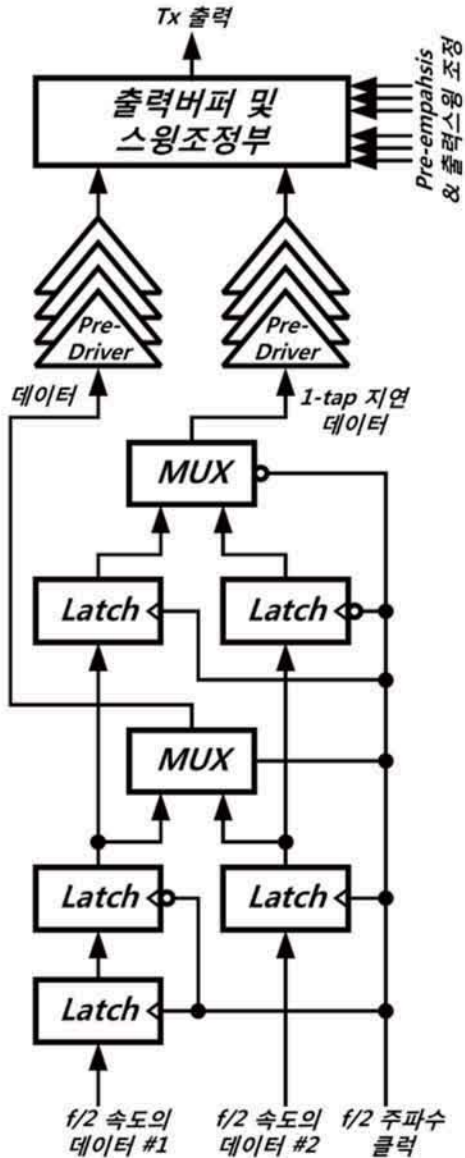 Tx 출력
출력버퍼 및
스윙조정부
Pre-empahsis
& 출력스윙 조정
Pre-
Driver
Pre-
Driver
데이터
1-tap 지연
데이터
MUX
Latch
Latch
MUX
Latch
Latch
Latch
f/2 속도의
데이터 #1
f/2 속도의
데이터 #2
f/2 주파수
클럭